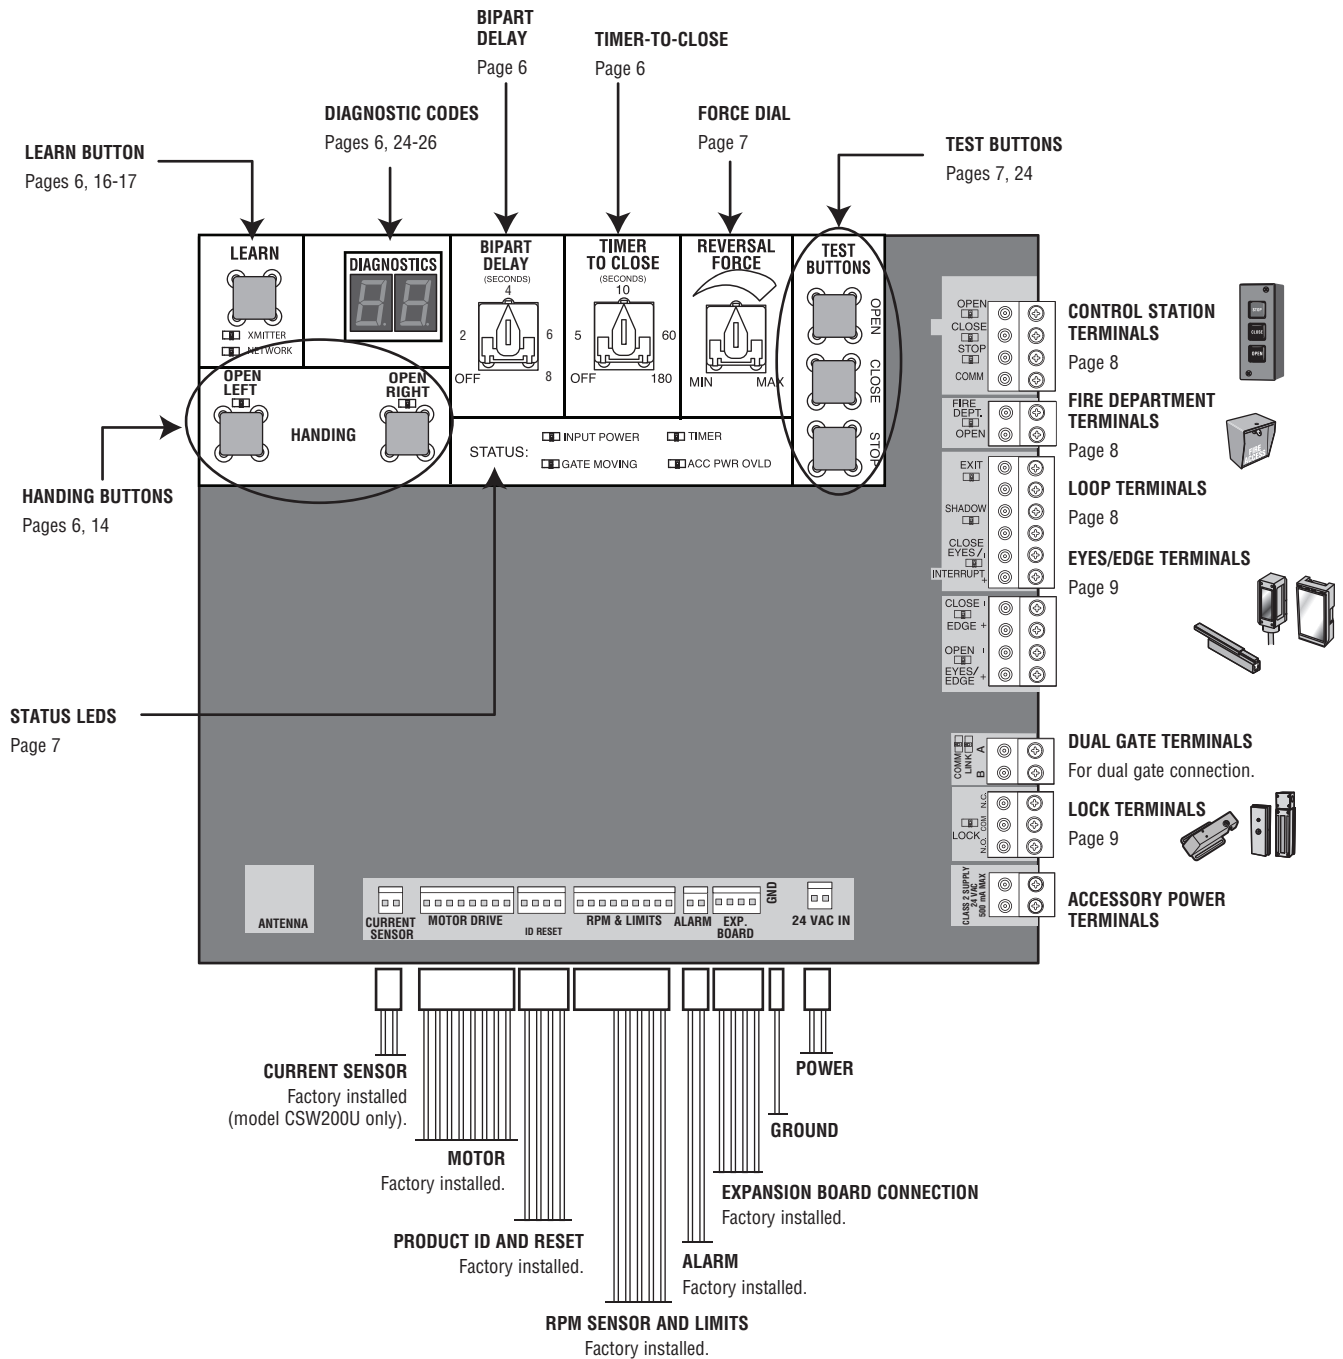 BIPART
DELAY
Page 6
TIMER-TO-CLOSE
Page 6
DIAGNOSTIC CODES
Pages 6, 24-26
FORCE DIAL
Page 7
LEARN BUTTON
Pages 6, 16-17
TEST BUTTONS
Pages 7, 24
LEARN
XMITTER
NETWORK
DIAGNOSTICS
88
BIPART
DELAY
(SECONDS)
4
2
6
OFF
8
TIMER
TO CLOSE
(SECONDS)
10
5
60
OFF
180
REVERSAL
FORCE
MIN
MAX
TEST
BUTTONS
OPEN
CLOSE
STOP
OPEN
LEFT
OPEN
RIGHT
HANDING
STATUS:
INPUT POWER
TIMER
GATE MOVING
ACC PWR OVLD
HANDING BUTTONS
Pages 6, 14
STATUS LEDS
Page 7
OPEN
CLOSE
STOP
COMM
CONTROL STATION
TERMINALS
Page 8
STOP
CLOSE
OPEN
FIRE
DEPT.
OPEN
FIRE DEPARTMENT
TERMINALS
Page 8
FIRE
ACCESS
EXIT
SHADOW
CLOSE
EYES/ -
INTERRUPT +
LOOP TERMINALS
Page 8
EYES/EDGE TERMINALS
Page 9
CLOSE -
EDGE +
OPEN -
EYES/
EDGE +
COMM
LINK
A
B
DUAL GATE TERMINALS
For dual gate connection.
LOCK
N.C.
COM
N.O.
LOCK TERMINALS
Page 9
CLASS 2 SUPPLY
24 VAC
500 mA MAX
ACCESSORY POWER
TERMINALS
ANTENNA
CURRENT
SENSOR
MOTOR DRIVE
ID RESET
RPM & LIMITS
ALARM
EXP.
BOARD
GND
24 VAC IN
CURRENT SENSOR
Factory installed
(model CSW200U only).
POWER
GROUND
MOTOR
Factory installed.
EXPANSION BOARD CONNECTION
Factory installed.
PRODUCT ID AND RESET
Factory installed.
ALARM
Factory installed.
RPM SENSOR AND LIMITS
Factory installed.